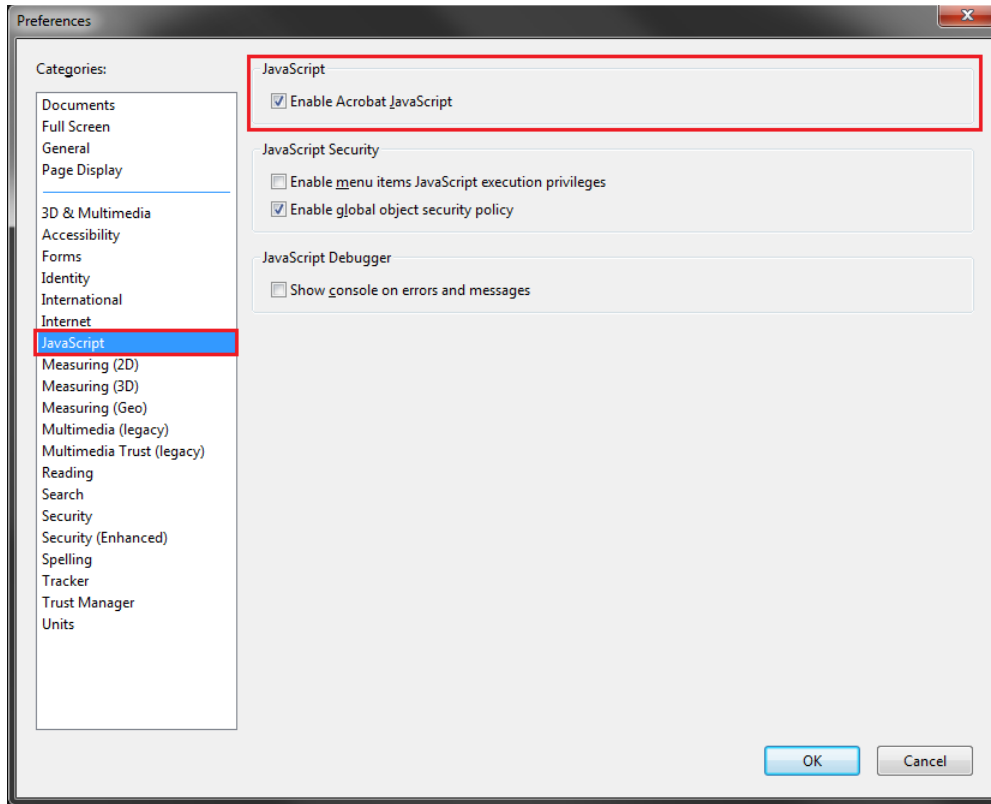 Preferences
Categories:
Documents
Full Screen
General
Page Display
3D & Multimedia
Accessibility
Forms
Identity
International
Internet
JavaScript
Measuring (2D)
Measuring (3D)
Measuring (Geo)
Multimedia (legacy)
Multimedia Trust (legacy)
Reading
Search
Security
Security (Enhanced)
Spelling
Tracker
Trust Manager
Units
JavaScript
Enable Acrobat JavaScript
JavaScript Security
Enable menu items JavaScript execution privileges
Enable global object security policy
JavaScript Debugger
Show console on errors and messages
OK
Cancel